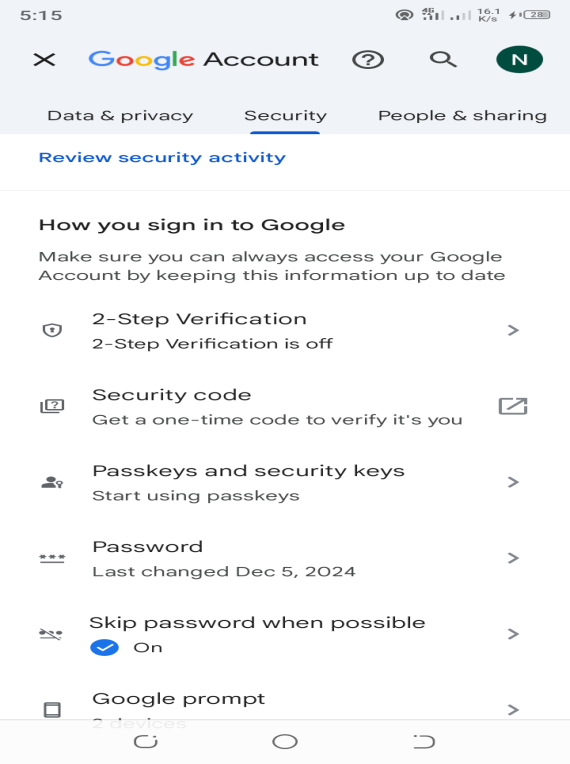 5:15
4G
16.1
K/s
28
Google Account
N
Data & privacy
Security
People & sharing
Review security activity
How you sign in to Google
Make sure you can always access your Google
Account by keeping this information up to date
2-Step Verification
2-Step Verification is off
Security code
Get a one-time code to verify it's you
Passkeys and security keys
Start using passkeys
Password
Last changed Dec 5, 2024
Skip password when possible
On
Google prompt
2 devices